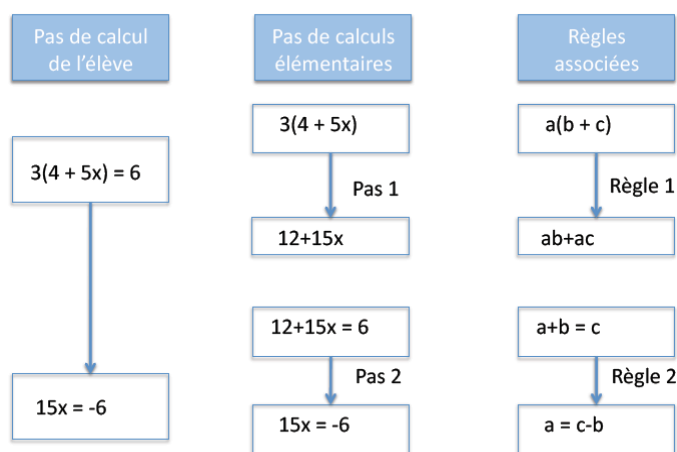 Pas de calcul
de l'élève
Pas de calculs
élémentaires
Règles
associées
3(4 + 5x) = 6
15x = -6
3(4 + 5x)
Pas 1
12+15x
12+15x = 6
Pas 2
15x = -6
a(b + c)
Règle 1
ab+ac
a+b = c
Règle 2
a = c-b